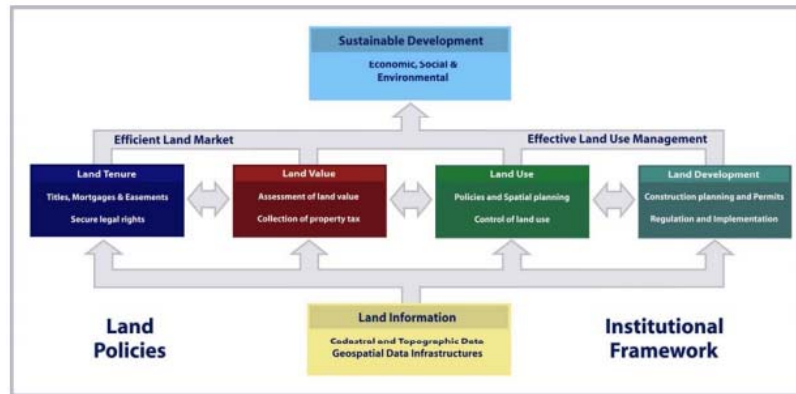 Sustainable Development
Economic, Social &
Environmental
Efficient Land Market
Effective Land Use Management
Land Tenure
Titles, Mortgages & Easements
Secure legal rights
Land Value
Assessment of land value
Collection of property tax
Land Use
Policies and Spatial planning
Control of land use
Land Development
Construction planning and Permits
Regulation and Implementation
Land
Policies
Land Information
Cadastral and Topographic Data
Geospatial Data Infrastructures
Institutional
Framework